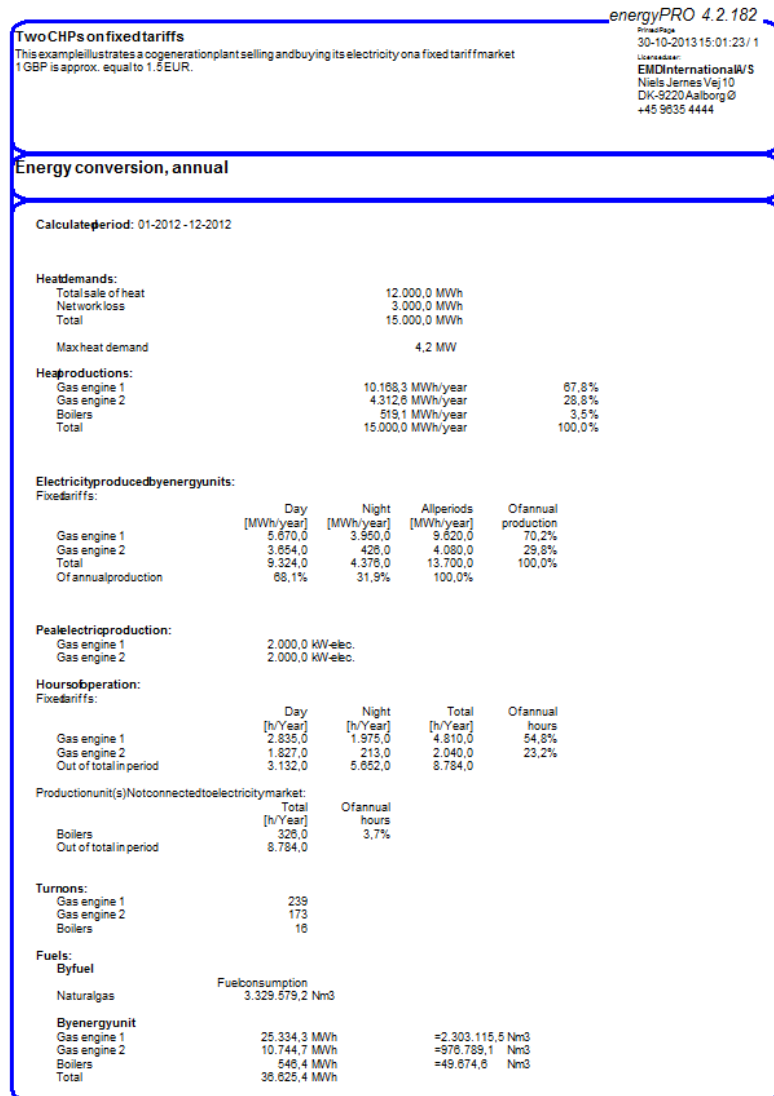 energyPRO 4.2.182
Two CHPs on fixed tariffs
This example illustrates a cogeneration plant selling and buying its electricity on a fixed tariff market
1 GBP is approx. equal to 1.5 EUR.
Printed/Page
30-10-2013 15:01:23 / 1
Licensed user:
EMD International A/S
Niels Jernes Vej 10
DK-9220 Aalborg Ø
+45 9635 4444
Energy conversion, annual
Calculated period: 01-2012 - 12-2012
Heat demands:
Total sale of heat 12.000,0 MWh
Network loss 3.000,0 MWh
Total 15.000,0 MWh
Max heat demand 4,2 MW
Heat productions:
Gas engine 1 10.168,3 MWh/year 67,8%
Gas engine 2 4.312,6 MWh/year 28,8%
Boilers 519,1 MWh/year 3,5%
Total 15.000,0 MWh/year 100,0%
Electricity produced by energy units:
Fixed tariffs:
Day Night All periods Of annual
[MWh/year] [MWh/year] [MWh/year] production
Gas engine 1 5.670,0 3.950,0 9.620,0 70,2%
Gas engine 2 3.654,0 426,0 4.080,0 29,8%
Total 9.324,0 4.376,0 13.700,0 100,0%
Of annual production 68,1% 31,9% 100,0%
Peak electric production:
Gas engine 1 2.000,0 kW-elec.
Gas engine 2 2.000,0 kW-elec.
Hours of operation:
Fixed tariffs:
Day Night Total Of annual
[h/Year] [h/Year] [h/Year] hours
Gas engine 1 2.835,0 1.975,0 4.810,0 54,8%
Gas engine 2 1.827,0 213,0 2.040,0 23,2%
Out of total in period 3.132,0 5.652,0 8.784,0
Production unit(s) Not connected to electricity market:
Total Of annual
[h/Year] hours
Boilers 326,0 3,7%
Out of total in period 8.784,0
Turn ons:
Gas engine 1 239
Gas engine 2 173
Boilers 16
Fuels:
By fuel
Fuel consumption
Natural gas 3.329.579,2 Nm3
By energy unit
Gas engine 1 25.334,3 MWh =2.303.115,5 Nm3
Gas engine 2 10.744,7 MWh =976.789,1 Nm3
Boilers 546,4 MWh =49.674,6 Nm3
Total 36.625,4 MWh